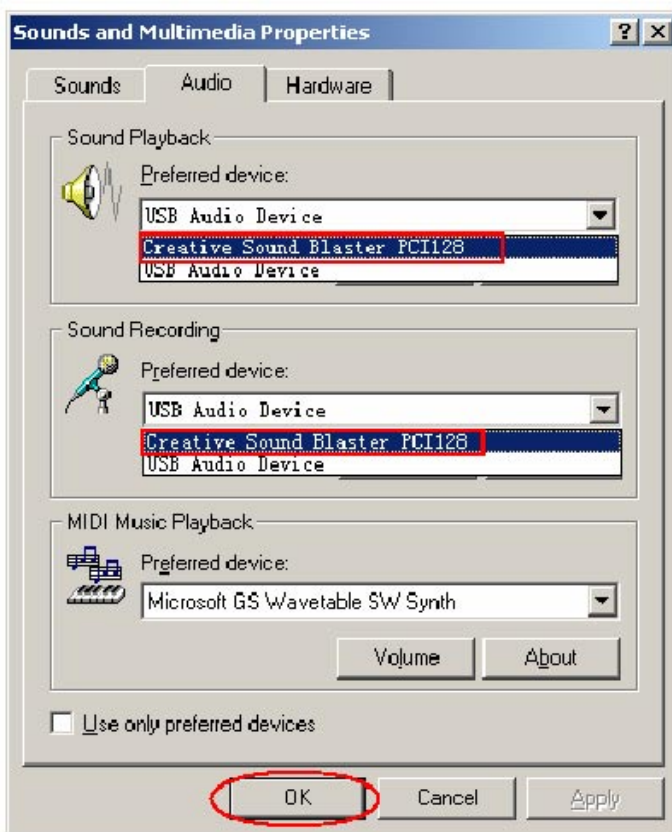 Sounds and Multimedia Properties
Sounds
Audio
Hardware
Sound Playback
Preferred device:
USB Audio Device
Creative Sound Blaster PCI128
USB Audio Device
Sound Recording
Preferred device:
USB Audio Device
Creative Sound Blaster PCI128
USB Audio Device
MIDI Music Playback
Preferred device:
Microsoft GS Wavetable SW Synth
Volume
About
Use only preferred devices
OK
Cancel
Apply